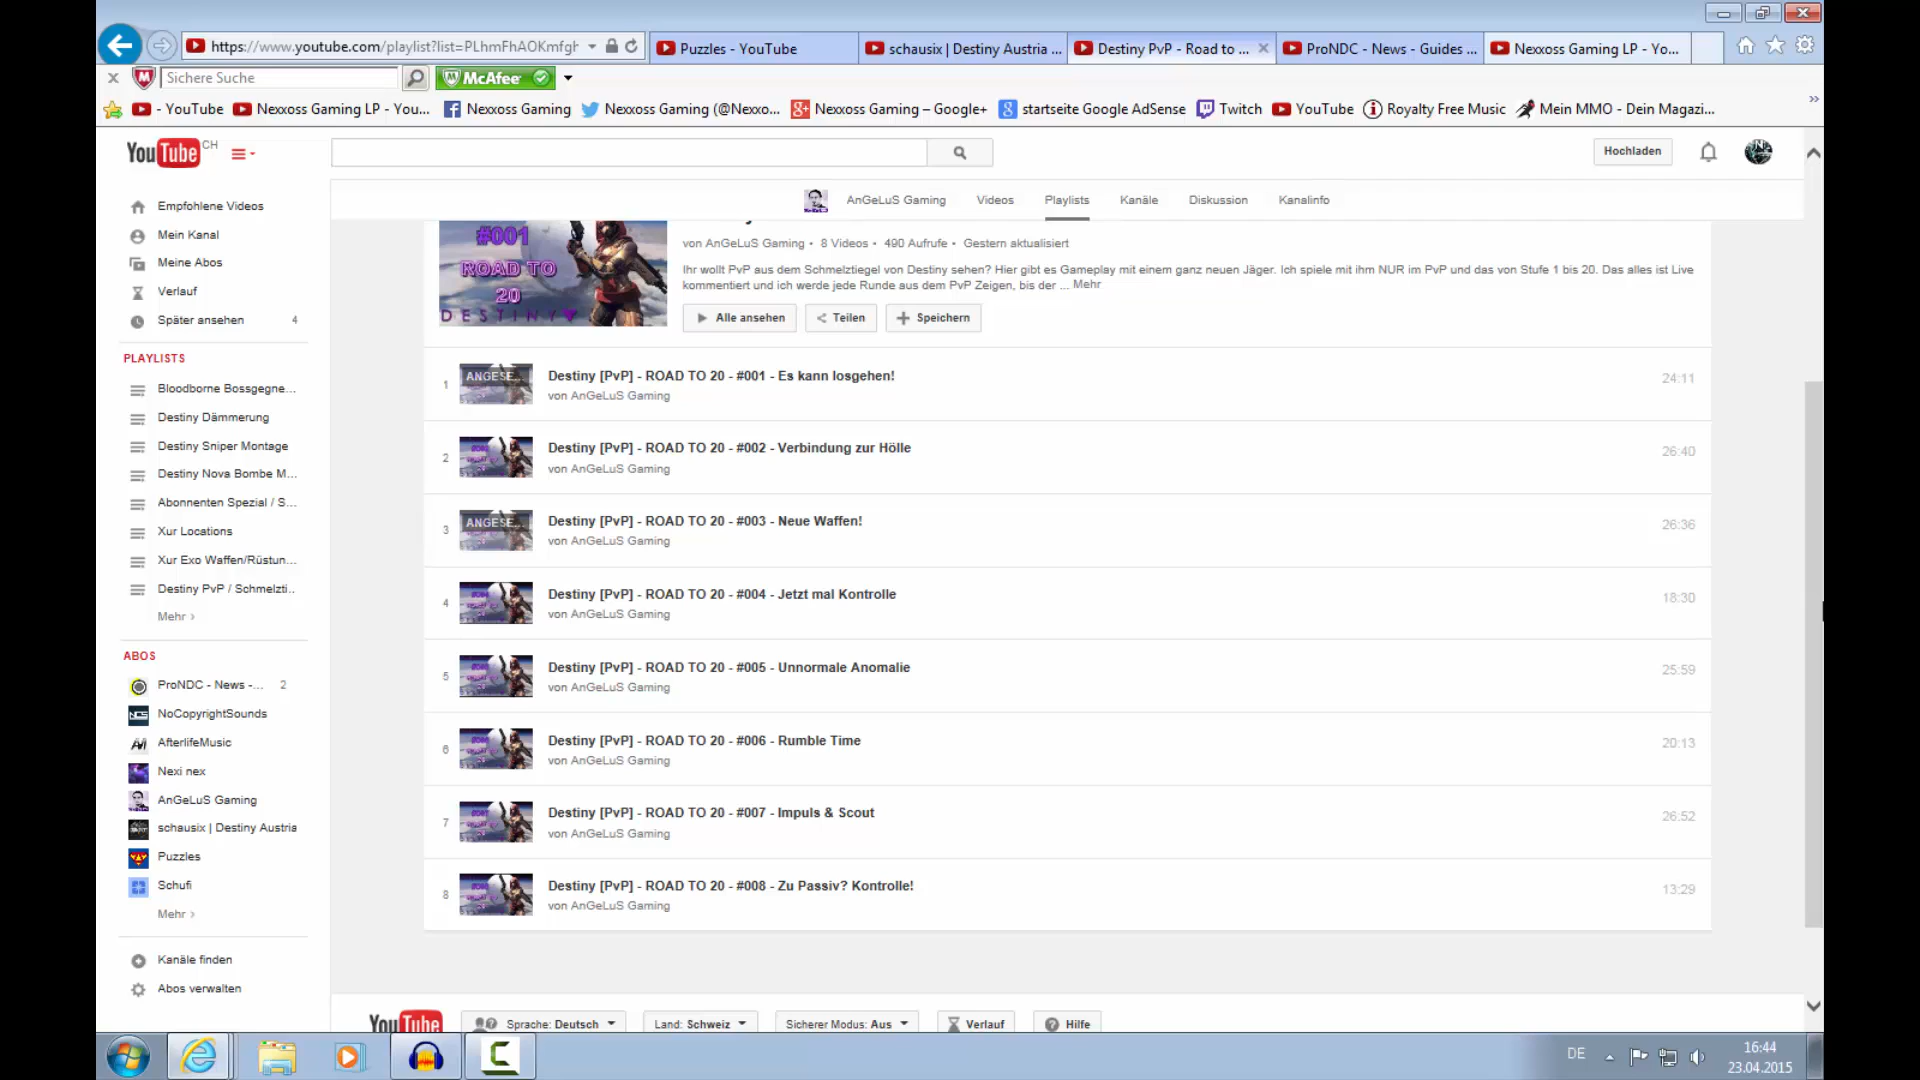 https://www.youtube.com/playlist?list=PLhmFhAOKmfgh
Puzzles - YouTube
schausix | Destiny Austria ...
Destiny PvP - Road to ...
ProNDC - News - Guides ...
Nexxoss Gaming LP - Yo...
Sichere Suche
McAfee
- YouTube
Nexxoss Gaming LP - You...
Nexxoss Gaming
Nexxoss Gaming (@Nexxo...
Nexxoss Gaming – Google+
startseite Google AdSense
Twitch
YouTube
Royalty Free Music
Mein MMO - Dein Magazi...
YouTube CH
Hochladen
AnGeLuS Gaming
Videos
Playlists
Kanäle
Diskussion
Kanalinfo
Empfohlene Videos
Mein Kanal
Meine Abos
Verlauf
Später ansehen 4
PLAYLISTS
Bloodborne Bossgegne...
Destiny Dämmerung
Destiny Sniper Montage
Destiny Nova Bombe M...
Abonnenten Spezial / S...
Xur Locations
Xur Exo Waffen/Rüstun...
Destiny PvP / Schmelzti..
Mehr ›
ABOS
ProNDC - News -... 2
NoCopyrightSounds
AfterlifeMusic
Nexi nex
AnGeLuS Gaming
schausix | Destiny Austria
Puzzles
Schufi
Mehr ›
Kanäle finden
Abos verwalten
#001
ROAD TO
20
DESTINY
von AnGeLuS Gaming • 8 Videos • 490 Aufrufe • Gestern aktualisiert
Ihr wollt PvP aus dem Schmelztiegel von Destiny sehen? Hier gibt es Gameplay mit einem ganz neuen Jäger. Ich spiele mit ihm NUR im PvP und das von Stufe 1 bis 20. Das alles ist Live
kommentiert und ich werde jede Runde aus dem PvP Zeigen, bis der ... Mehr
Alle ansehen
Teilen
Speichern
1 ANGESE... Destiny [PvP] - ROAD TO 20 - #001 - Es kann losgehen! 24:11
von AnGeLuS Gaming
2 Destiny [PvP] - ROAD TO 20 - #002 - Verbindung zur Hölle 26:40
von AnGeLuS Gaming
3 ANGESE... Destiny [PvP] - ROAD TO 20 - #003 - Neue Waffen! 26:36
von AnGeLuS Gaming
4 Destiny [PvP] - ROAD TO 20 - #004 - Jetzt mal Kontrolle 18:30
von AnGeLuS Gaming
5 Destiny [PvP] - ROAD TO 20 - #005 - Unnormale Anomalie 25:59
von AnGeLuS Gaming
6 Destiny [PvP] - ROAD TO 20 - #006 - Rumble Time 20:13
von AnGeLuS Gaming
7 Destiny [PvP] - ROAD TO 20 - #007 - Impuls & Scout 26:52
von AnGeLuS Gaming
8 Destiny [PvP] - ROAD TO 20 - #008 - Zu Passiv? Kontrolle! 13:29
von AnGeLuS Gaming
YouTube
Sprache: Deutsch
Land: Schweiz
Sicherer Modus: Aus
Verlauf
Hilfe
DE
16:44
23.04.2015